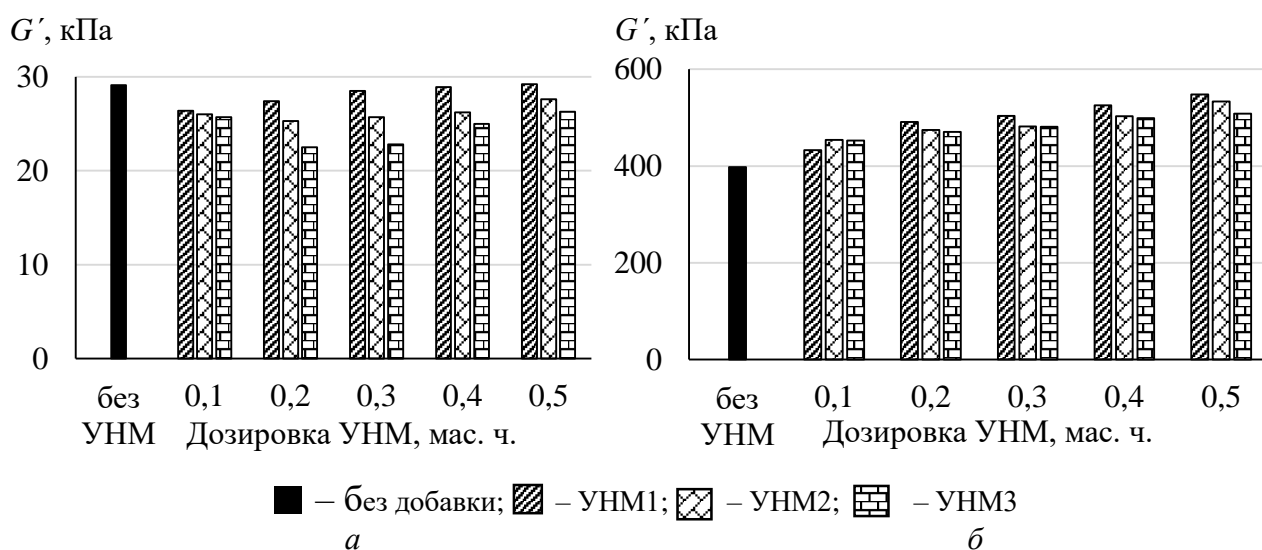 G´, кПа
30
20
10
0
без УНМ
0,1
0,2
0,3
0,4
0,5
Дозировка УНМ, мас. ч.
G´, кПа
600
400
200
0
без УНМ
0,1
0,2
0,3
0,4
0,5
Дозировка УНМ, мас. ч.
– без добавки; – УНМ1; – УНМ2; – УНМ3
а
б